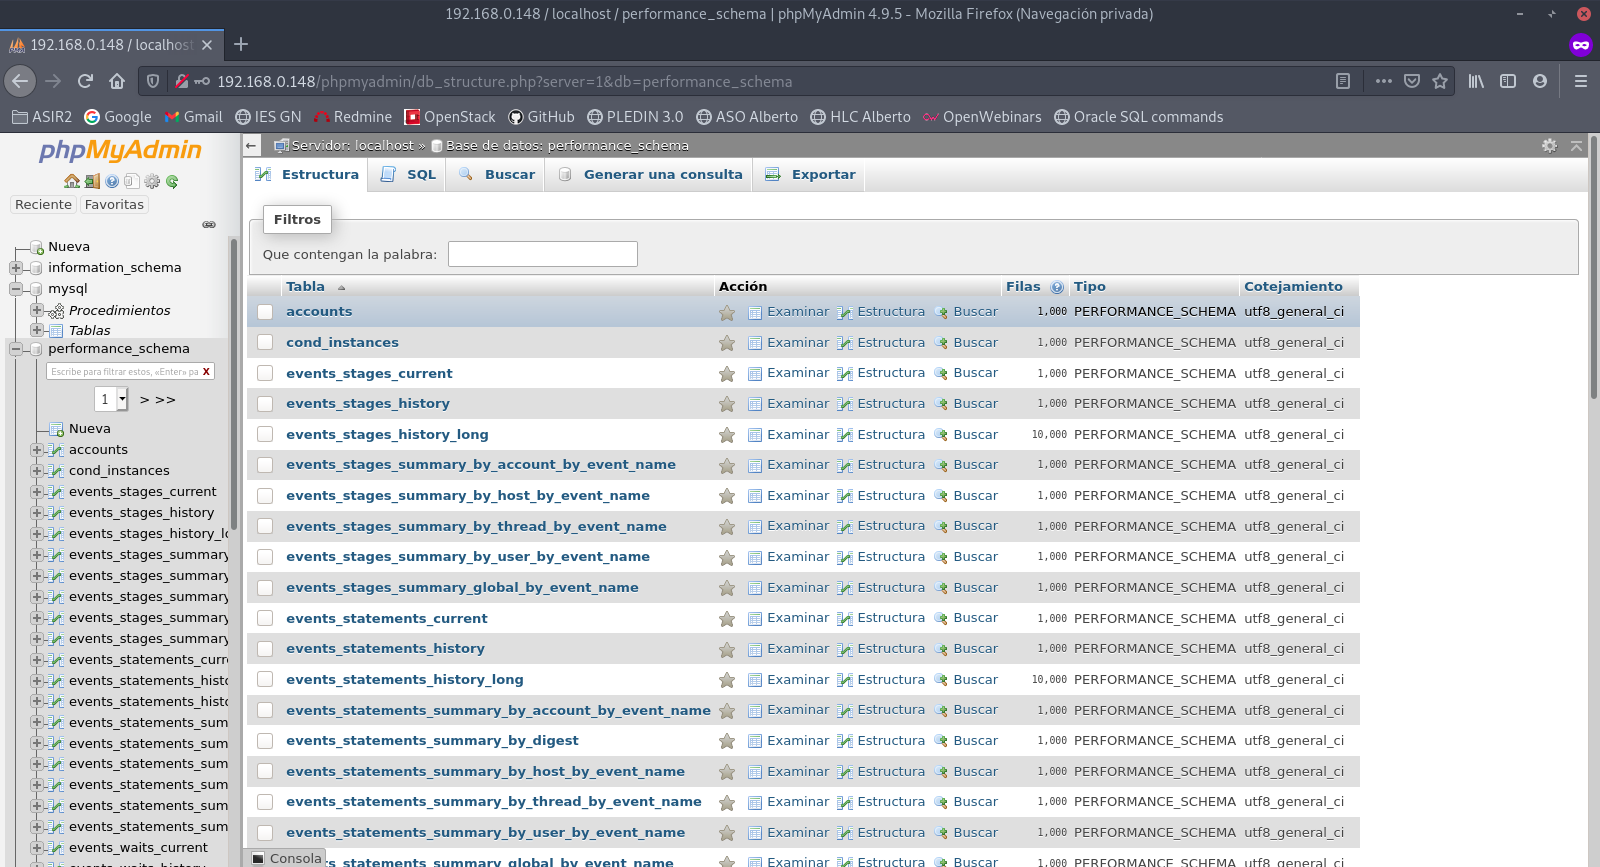 192.168.0.148 / localhost / performance_schema | phpMyAdmin 4.9.5 - Mozilla Firefox (Navegación privada)
192.168.0.148 / localhost
192.168.0.148/phpmyadmin/db_structure.php?server=1&db=performance_schema
ASIR2 Google Gmail IES GN Redmine OpenStack GitHub PLEDIN 3.0 ASO Alberto HLC Alberto OpenWebinars Oracle SQL commands
phpMyAdmin
Reciente Favoritas
Nueva
information_schema
mysql
Procedimientos
Tablas
performance_schema
Escribe para filtrar estos, «Enter» pa X
1 > >>
Nueva
accounts
cond_instances
events_stages_current
events_stages_history
events_stages_history_lo
events_stages_summary
events_stages_summary
events_stages_summary
events_stages_summary
events_stages_summary
events_statements_curr
events_statements_histo
events_statements_histo
events_statements_sum
events_statements_sum
events_statements_sum
events_statements_sum
events_statements_sum
events_statements_sum
events_waits_current
events_waits_history
Servidor: localhost » Base de datos: performance_schema
Estructura SQL Buscar Generar una consulta Exportar
Filtros
Que contengan la palabra:
Tabla Acción Filas Tipo Cotejamiento
accounts Examinar Estructura Buscar 1,000 PERFORMANCE_SCHEMA utf8_general_ci
cond_instances Examinar Estructura Buscar 1,000 PERFORMANCE_SCHEMA utf8_general_ci
events_stages_current Examinar Estructura Buscar 1,000 PERFORMANCE_SCHEMA utf8_general_ci
events_stages_history Examinar Estructura Buscar 1,000 PERFORMANCE_SCHEMA utf8_general_ci
events_stages_history_long Examinar Estructura Buscar 10,000 PERFORMANCE_SCHEMA utf8_general_ci
events_stages_summary_by_account_by_event_name Examinar Estructura Buscar 1,000 PERFORMANCE_SCHEMA utf8_general_ci
events_stages_summary_by_host_by_event_name Examinar Estructura Buscar 1,000 PERFORMANCE_SCHEMA utf8_general_ci
events_stages_summary_by_thread_by_event_name Examinar Estructura Buscar 1,000 PERFORMANCE_SCHEMA utf8_general_ci
events_stages_summary_by_user_by_event_name Examinar Estructura Buscar 1,000 PERFORMANCE_SCHEMA utf8_general_ci
events_stages_summary_global_by_event_name Examinar Estructura Buscar 1,000 PERFORMANCE_SCHEMA utf8_general_ci
events_statements_current Examinar Estructura Buscar 1,000 PERFORMANCE_SCHEMA utf8_general_ci
events_statements_history Examinar Estructura Buscar 1,000 PERFORMANCE_SCHEMA utf8_general_ci
events_statements_history_long Examinar Estructura Buscar 10,000 PERFORMANCE_SCHEMA utf8_general_ci
events_statements_summary_by_account_by_event_name Examinar Estructura Buscar 1,000 PERFORMANCE_SCHEMA utf8_general_ci
events_statements_summary_by_digest Examinar Estructura Buscar 1,000 PERFORMANCE_SCHEMA utf8_general_ci
events_statements_summary_by_host_by_event_name Examinar Estructura Buscar 1,000 PERFORMANCE_SCHEMA utf8_general_ci
events_statements_summary_by_thread_by_event_name Examinar Estructura Buscar 1,000 PERFORMANCE_SCHEMA utf8_general_ci
events_statements_summary_by_user_by_event_name Examinar Estructura Buscar 1,000 PERFORMANCE_SCHEMA utf8_general_ci
ts_statements_summary_global_by_event_name Examinar Estructura Buscar 1,000 PERFORMANCE_SCHEMA utf8_general_ci
Consola